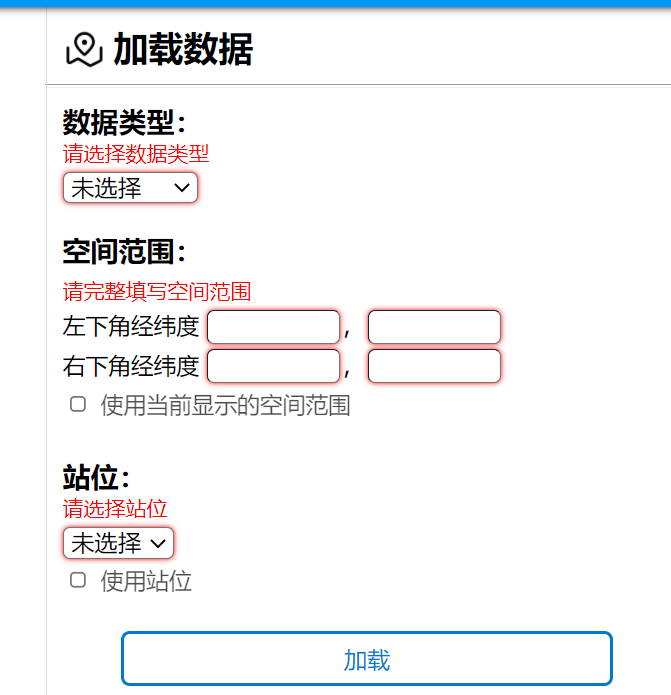 加载数据
数据类型：
请选择数据类型
未选择
空间范围：
请完整填写空间范围
左下角经纬度 ，
右下角经纬度 ，
使用当前显示的空间范围
站位：
请选择站位
未选择
使用站位
加载